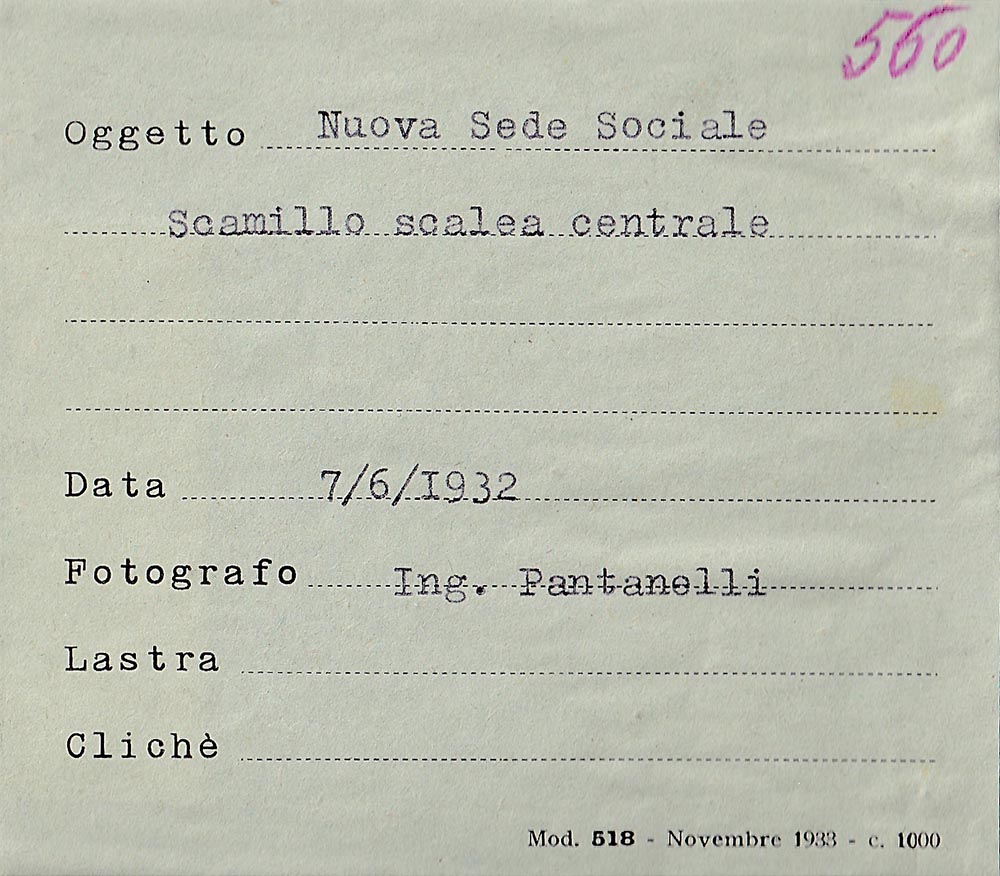 560
Oggetto Nuova Sede Sociale
Scamillo scalea centrale
Data 7/6/I932
Fotografo Ing. Pantanelli
Lastra
Clichè
Mod. 518 - Novembre 1933 - c. 1000